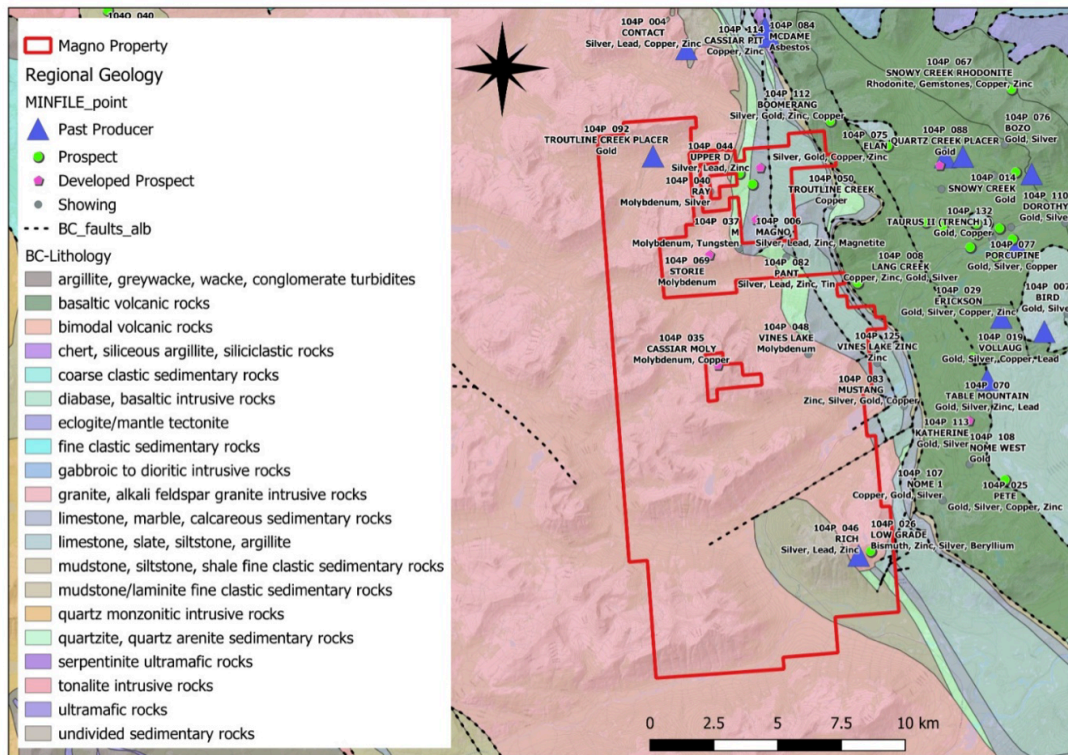 104O 040
Magno Property
Regional Geology
MINFILE_point
Past Producer
Prospect
Developed Prospect
Showing
BC_faults_alb
BC-Lithology
argillite, greywacke, wacke, conglomerate turbidites
basaltic volcanic rocks
bimodal volcanic rocks
chert, siliceous argillite, siliciclastic rocks
coarse clastic sedimentary rocks
diabase, basaltic intrusive rocks
eclogite/mantle tectonite
fine clastic sedimentary rocks
gabbroic to dioritic intrusive rocks
granite, alkali feldspar granite intrusive rocks
limestone, marble, calcareous sedimentary rocks
limestone, slate, siltstone, argillite
mudstone, siltstone, shale fine clastic sedimentary rocks
mudstone/laminite fine clastic sedimentary rocks
quartz monzonitic intrusive rocks
quartzite, quartz arenite sedimentary rocks
serpentinite ultramafic rocks
tonalite intrusive rocks
ultramafic rocks
undivided sedimentary rocks
104P 004
CONTACT
Silver, Lead, Copper, Zinc
104P 114
CASSIAR PIT
Copper, Zinc
104P 084
MCDAME
Asbestos
104P 067
SNOWY CREEK RHODONITE
Rhodonite, Gemstones, Copper, Zinc
104P 112
BOOMERANG
Silver, Gold, Zinc, Copper
104P 076
BOZO
Gold, Silver
104P 092
TROUTLINE CREEK PLACER
Gold
104P 075
ELAN
Silver, Gold, Copper, Zinc
104P 088
QUARTZ CREEK PLACER
Gold
104P 044
UPPER D
Silver, Lead, Zinc
104P 040
RAY
Molybdenum, Silver
104P 050
TROUTLINE CREEK
Copper
104P 014
SNOWY CREEK
Gold
104P 110
DOROTHY
Gold, Silver
104P 037
M
Molybdenum, Tungsten
104P 006
MAGNO
Silver, Lead, Zinc, Magnetite
104P 132
TAURUS II (TRENCH 1)
Gold, Copper
104P 077
PORCUPINE
Gold, Silver, Copper
104P 069
STORIE
Molybdenum
104P 082
PANT
Silver, Lead, Zinc, Tin
104P 008
LANG CREEK
Copper, Zinc, Gold, Silver
104P 029
ERICKSON
Gold, Silver, Copper, Zinc
104P 007
BIRD
Gold, Silver
104P 035
CASSIAR MOLY
Molybdenum, Copper
104P 048
VINES LAKE
Molybdenum
104P 125
VINES LAKE ZINC
Zinc
104P 019
VOLLAUG
Gold, Silver, Copper, Lead
104P 083
MUSTANG
Zinc, Silver, Gold, Copper
104P 070
TABLE MOUNTAIN
Gold, Silver, Zinc, Lead
104P 113
KATHERINE
Gold, Silver
104P 108
NOME WEST
Gold
104P 107
NOME 1
Copper, Gold, Silver
104P 025
PETE
Gold, Silver, Copper, Zinc
104P 046
RICH
Silver, Lead, Zinc
104P 026
LOW GRADE
Bismuth, Zinc, Silver, Beryllium
0 2.5 5 7.5 10 km